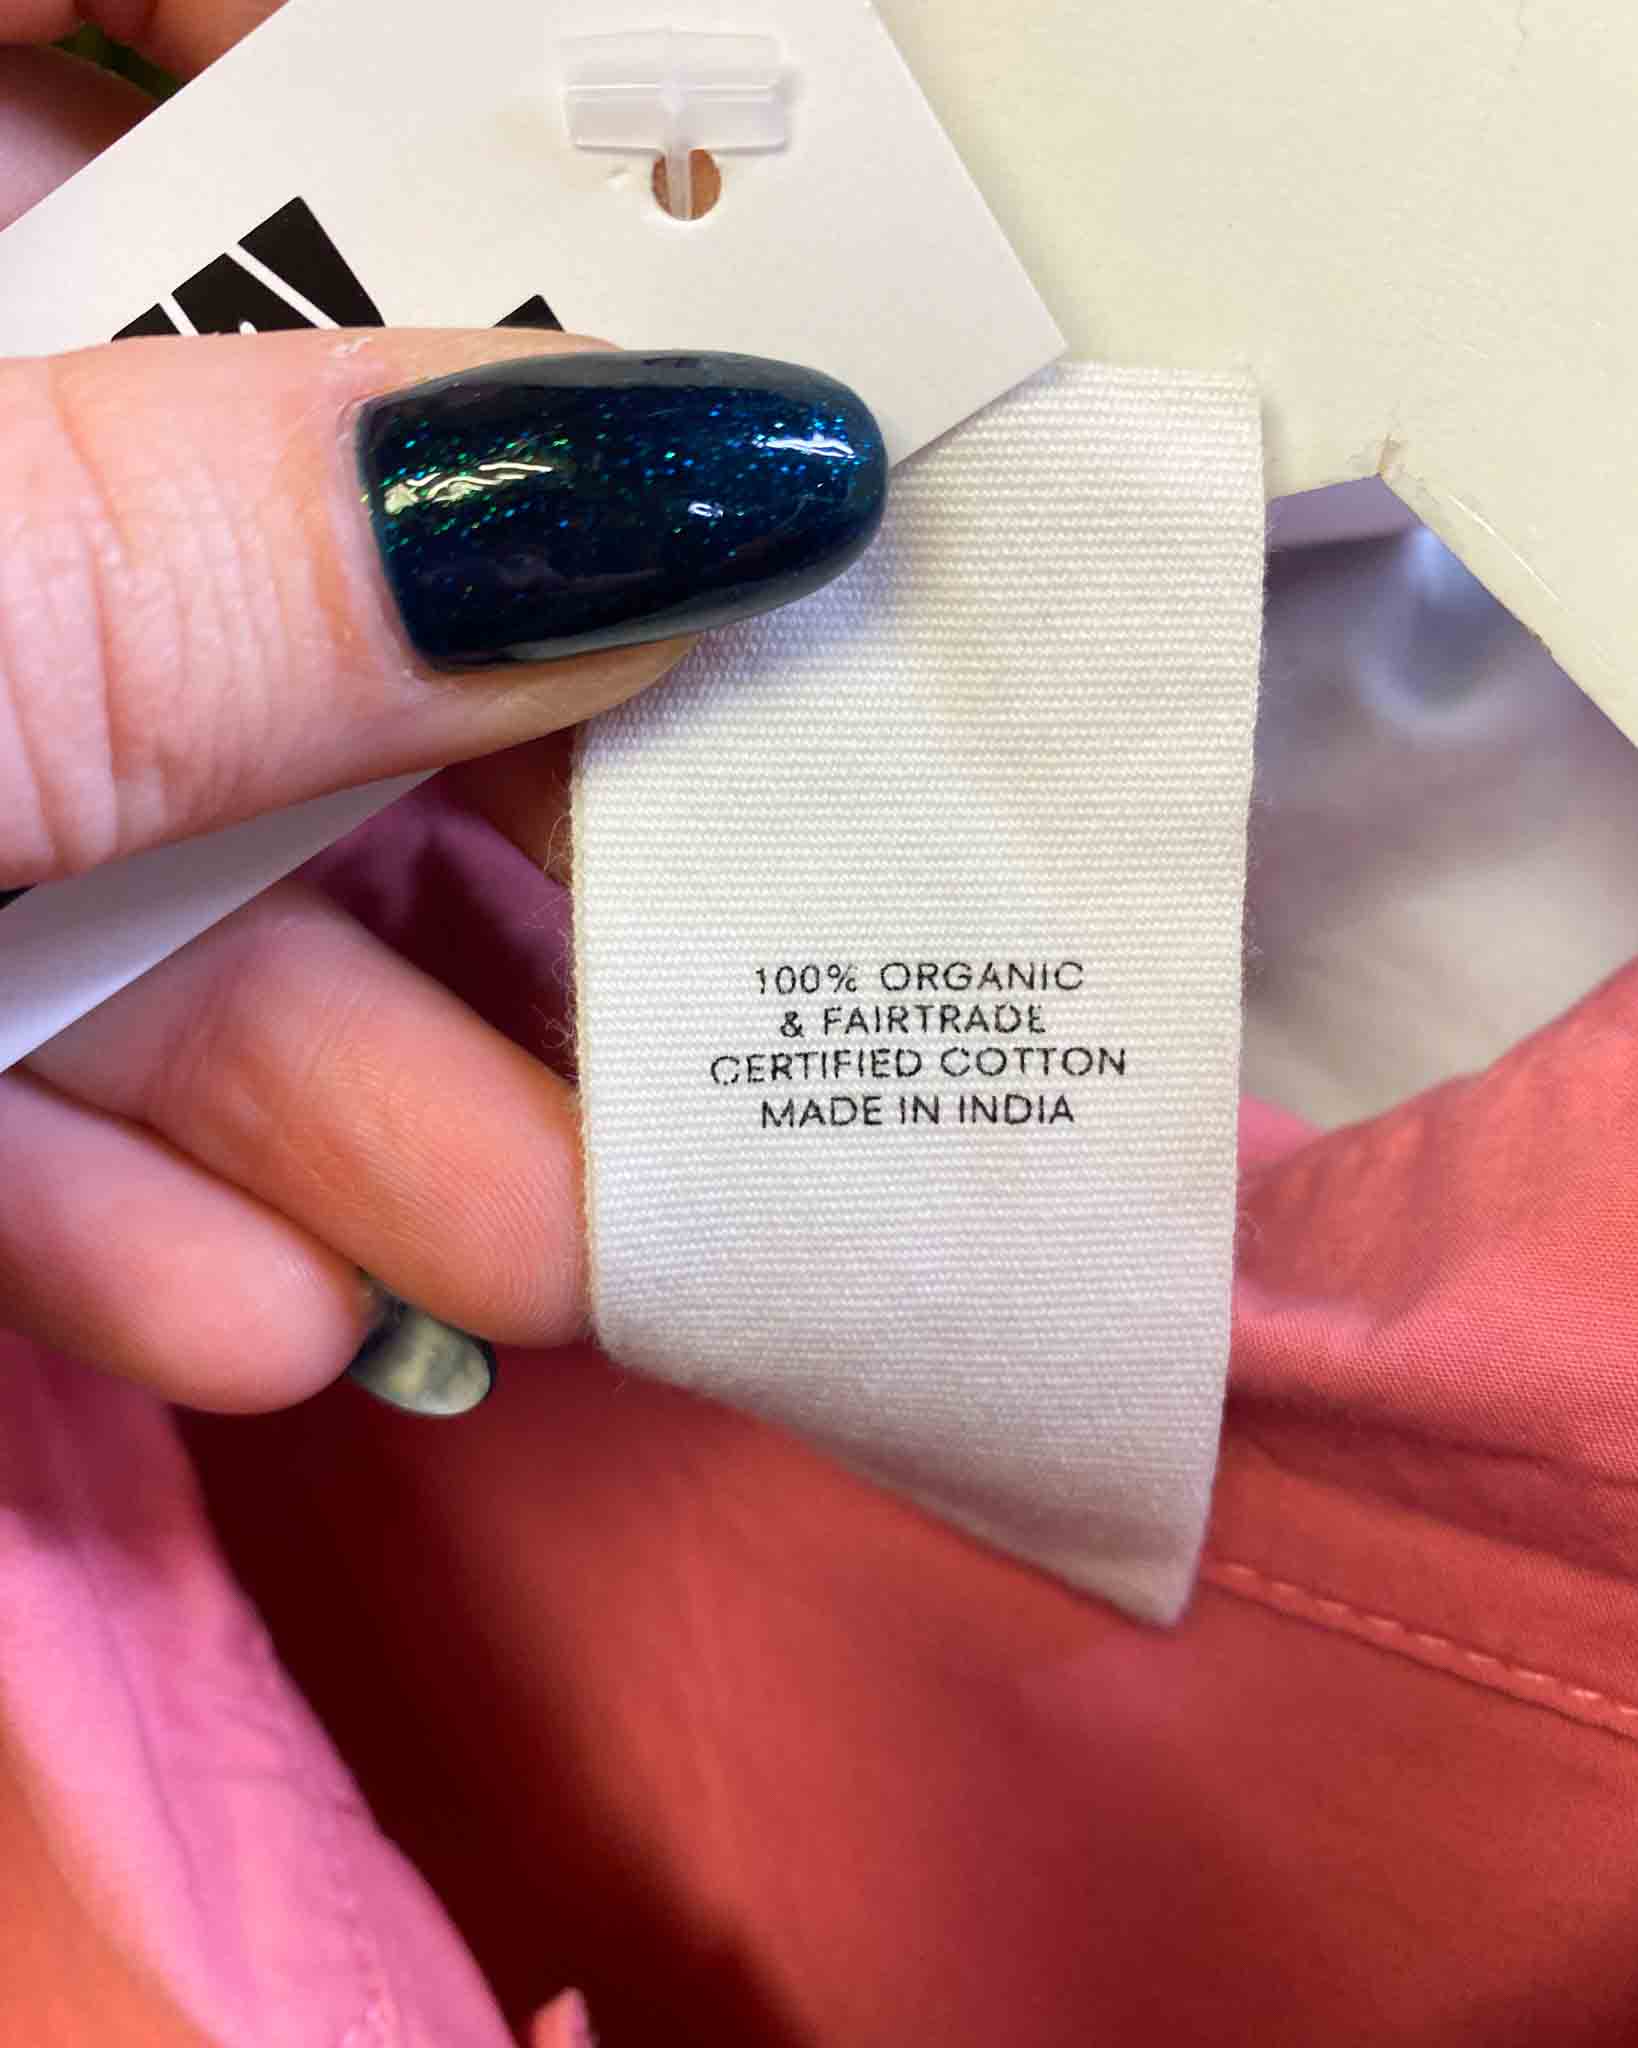 100% ORGANIC
& FAIRTRADE
CERTIFIED COTTON
MADE IN INDIA